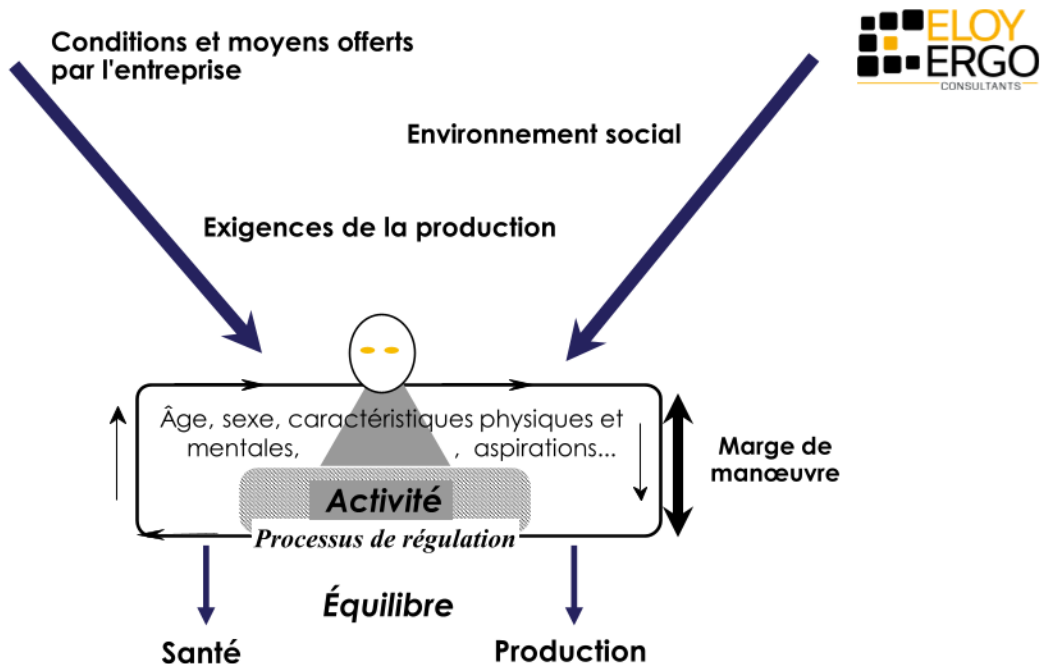 Conditions et moyens offerts
par l'entreprise
ELOY
ERGO
CONSULTANTS
Environnement social
Exigences de la production
Âge, sexe, caractéristiques physiques et
mentales, , aspirations...
Marge de
manœuvre
Activité
Processus de régulation
Équilibre
Santé
Production